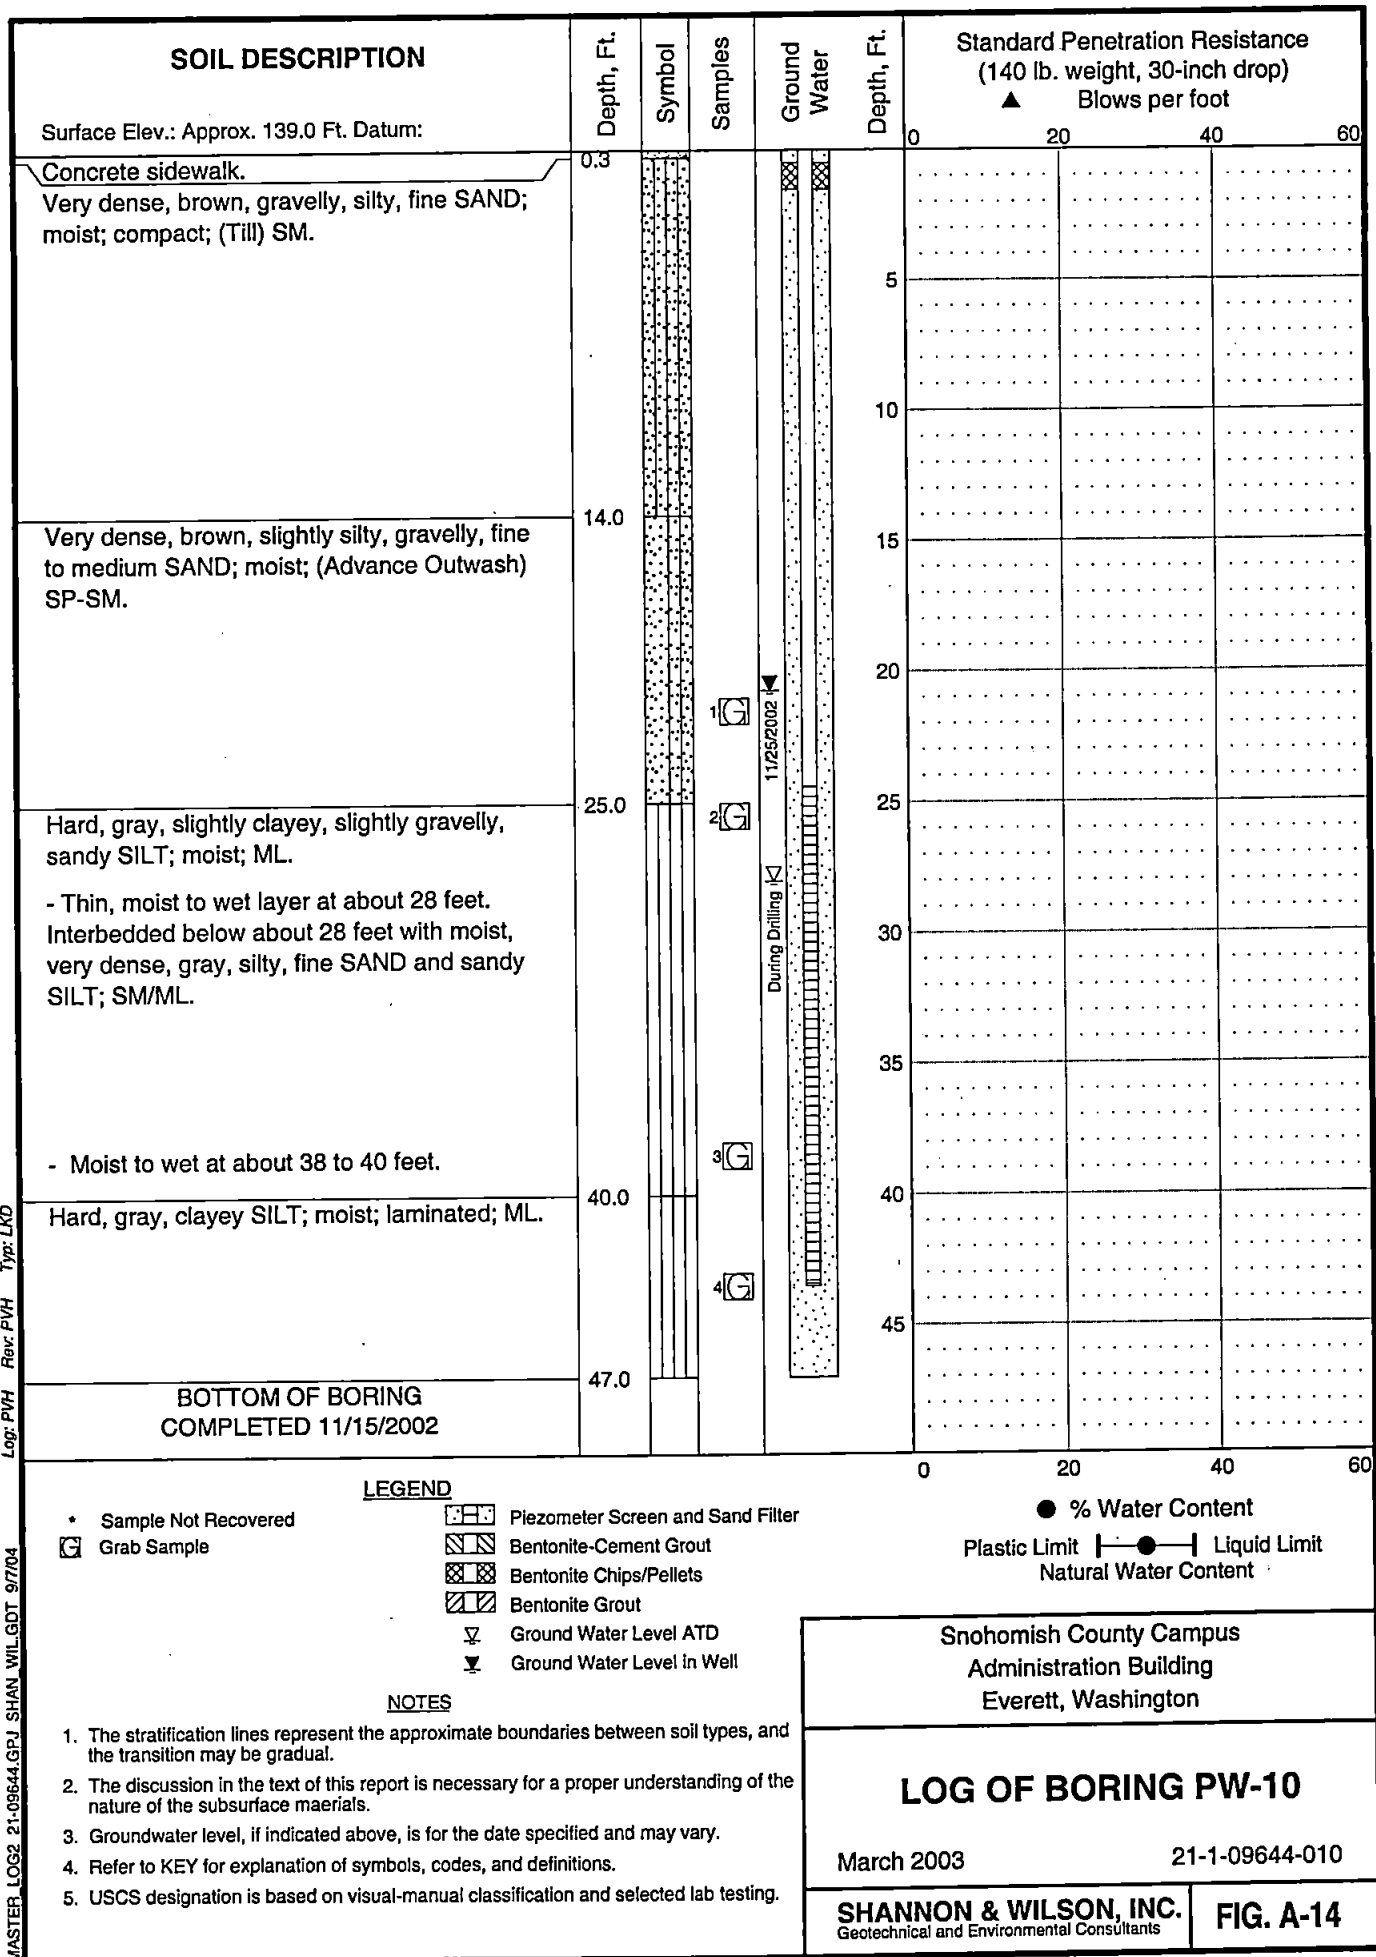 SOIL DESCRIPTION
Surface Elev.: Approx. 139.0 Ft. Datum:
Depth, Ft.
Symbol
Samples
Ground
Water
Depth, Ft.
Standard Penetration Resistance
(140 lb. weight, 30-inch drop)
▲ Blows per foot
0 20 40 60
Concrete sidewalk.
0.3
Very dense, brown, gravelly, silty, fine SAND;
moist; compact; (Till) SM.
5
10
14.0
Very dense, brown, slightly silty, gravelly, fine
to medium SAND; moist; (Advance Outwash)
SP-SM.
15
20
1 G
11/25/2002
25.0
25
Hard, gray, slightly clayey, slightly gravelly,
sandy SILT; moist; ML.
2 G
- Thin, moist to wet layer at about 28 feet.
Interbedded below about 28 feet with moist,
very dense, gray, silty, fine SAND and sandy
SILT; SM/ML.
During Drilling
30
35
- Moist to wet at about 38 to 40 feet.
3 G
40.0
40
Hard, gray, clayey SILT; moist; laminated; ML.
4 G
45
47.0
BOTTOM OF BORING
COMPLETED 11/15/2002
0 20 40 60
LEGEND
* Sample Not Recovered
G Grab Sample
Piezometer Screen and Sand Filter
Bentonite-Cement Grout
Bentonite Chips/Pellets
Bentonite Grout
Ground Water Level ATD
Ground Water Level in Well
● % Water Content
Plastic Limit Liquid Limit
Natural Water Content
NOTES
1. The stratification lines represent the approximate boundaries between soil types, and
the transition may be gradual.
2. The discussion in the text of this report is necessary for a proper understanding of the
nature of the subsurface maerials.
3. Groundwater level, if indicated above, is for the date specified and may vary.
4. Refer to KEY for explanation of symbols, codes, and definitions.
5. USCS designation is based on visual-manual classification and selected lab testing.
Snohomish County Campus
Administration Building
Everett, Washington
LOG OF BORING PW-10
March 2003 21-1-09644-010
SHANNON & WILSON, INC.
Geotechnical and Environmental Consultants
FIG. A-14
MASTER_LOG2 21-09644.GPJ SHAN_WIL.GDT 9/7/04 Log: PVH Rev: PVH Typ: LKD